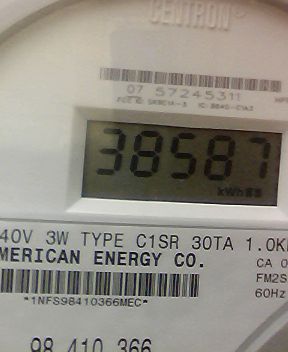 CENTRON®
07 57245311
38587
kWh
40V 3W TYPE C1SR 30TA 1.0K
MERICAN ENERGY CO.
CA 0
FM2S
*1NFS98410366MEC*
60Hz
98 410 366